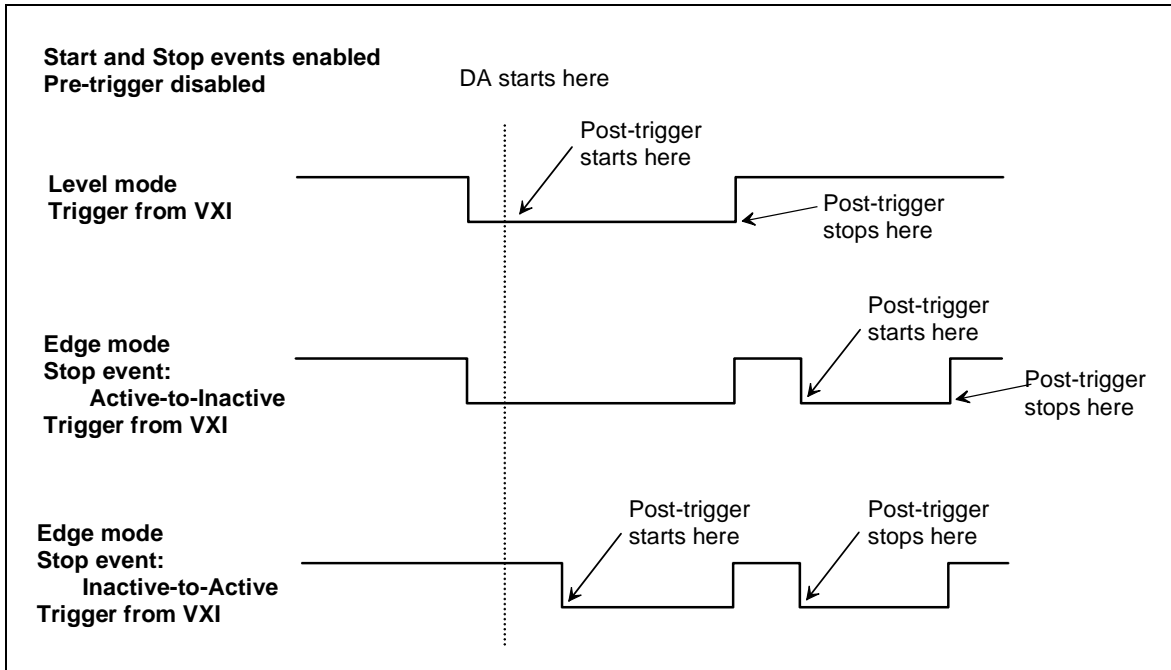 Start and Stop events enabled
Pre-trigger disabled
DA starts here
Post-trigger
starts here
Level mode
Trigger from VXI
Post-trigger
stops here
Post-trigger
starts here
Edge mode
Stop event:
Active-to-Inactive
Trigger from VXI
Post-trigger
stops here
Post-trigger
starts here
Post-trigger
stops here
Edge mode
Stop event:
Inactive-to-Active
Trigger from VXI